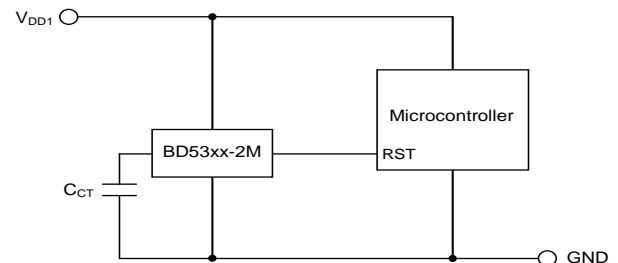 VDD1
Microcontroller
BD53xx-2M
RST
CCT
GND